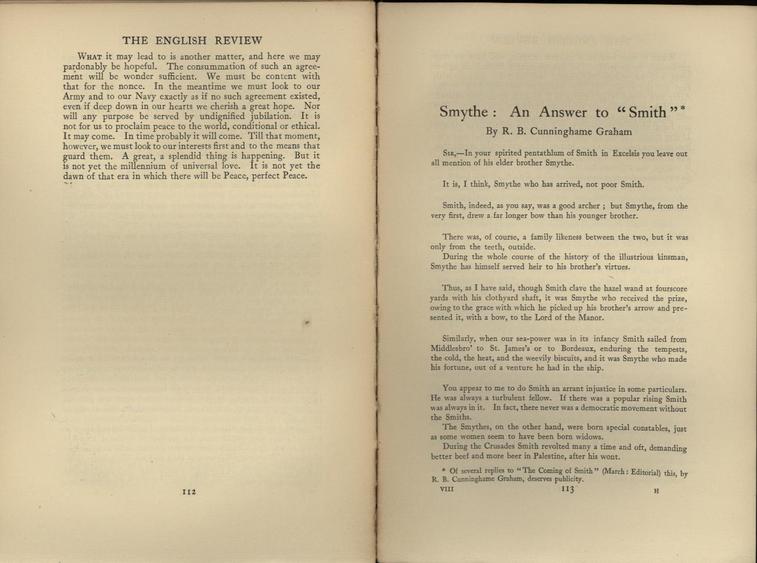 THE ENGLISH REVIEW
WHAT it may lead to is another matter, and here we may
pardonably be hopeful. The consummation of such an agree-
ment will be wonder sufficient. We must be content with
that for the nonce. In the meantime we must look to our
Army and to our Navy exactly as if no such agreement existed,
even if deep down in our hearts we cherish a great hope. Nor
will any purpose be served by undignified jubilation. It is
not for us to proclaim peace to the world, conditional or ethical.
It may come. In time probably it will come. Till that moment,
however, we must look to our interests first and to the means that
guard them. A great, a splendid thing is happening. But it
is not yet the millennium of universal love. It is not yet the
dawn of that era in which there will be Peace, perfect Peace.
112
Smythe: An Answer to “Smith”*
By R. B. Cunninghame Graham
SIR,—In your spirited pentathlum of Smith in Excelsis you leave out
all mention of his elder brother Smythe.
It is, I think, Smythe who has arrived, not poor Smith.
Smith, indeed, as you say, was a good archer; but Smythe, from the
very first, drew a far longer bow than his younger brother.
There was, of course, a family likeness between the two, but it was
only from the teeth, outside.
During the whole course of the history of the illustrious kinsman,
Smythe has himself served heir to his brother's virtues.
Thus, as I have said, though Smith clave the hazel wand at fourscore
yards with his clothyard shaft, it was Smythe who received the prize,
owing to the grace with which he picked up his brother's arrow and pre-
sented it, with a bow, to the Lord of the Manor.
Similarly, when our sea-power was in its infancy Smith sailed from
Middlesbro' to St. James's or to Bordeaux, enduring the tempests,
the cold, the heat, and the weevily biscuits, and it was Smythe who made
his fortune, out of a venture he had in the ship.
You appear to me to do Smith an arrant injustice in some particulars.
He was always a turbulent fellow. If there was a popular rising Smith
was always in it. In fact, there never was a democratic movement without
the Smiths.
The Smythes, on the other hand, were born special constables, just
as some women seem to have been born widows.
During the Crusades Smith revolted many a time and oft, demanding
better beef and more beer in Palestine, after his wont.
* Of several replies to “The Coming of Smith” (March: Editorial) this, by
R. B. Cunninghame Graham, deserves publicity.
VIII 113 H